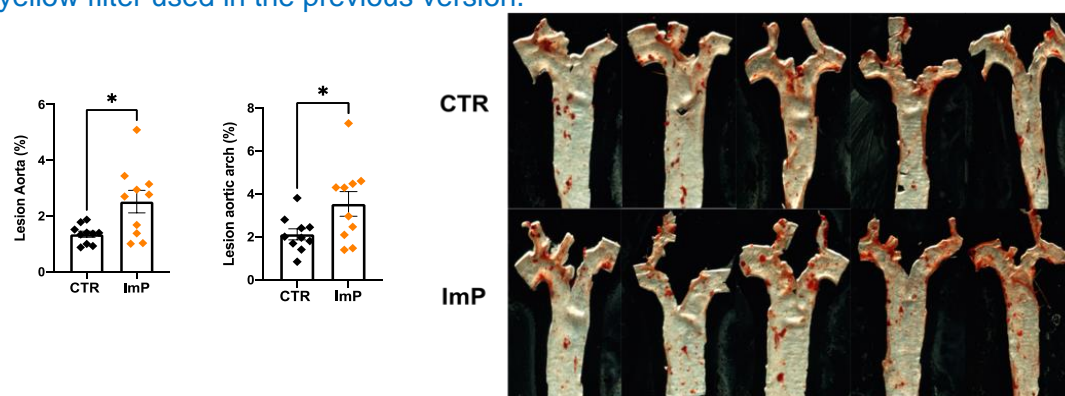 yellow filter used in the previous version.
CTR
ImP
*
Lesion Aorta (%)
6
4
2
0
CTR
ImP
*
Lesion aortic arch (%)
8
6
4
2
0
CTR
ImP